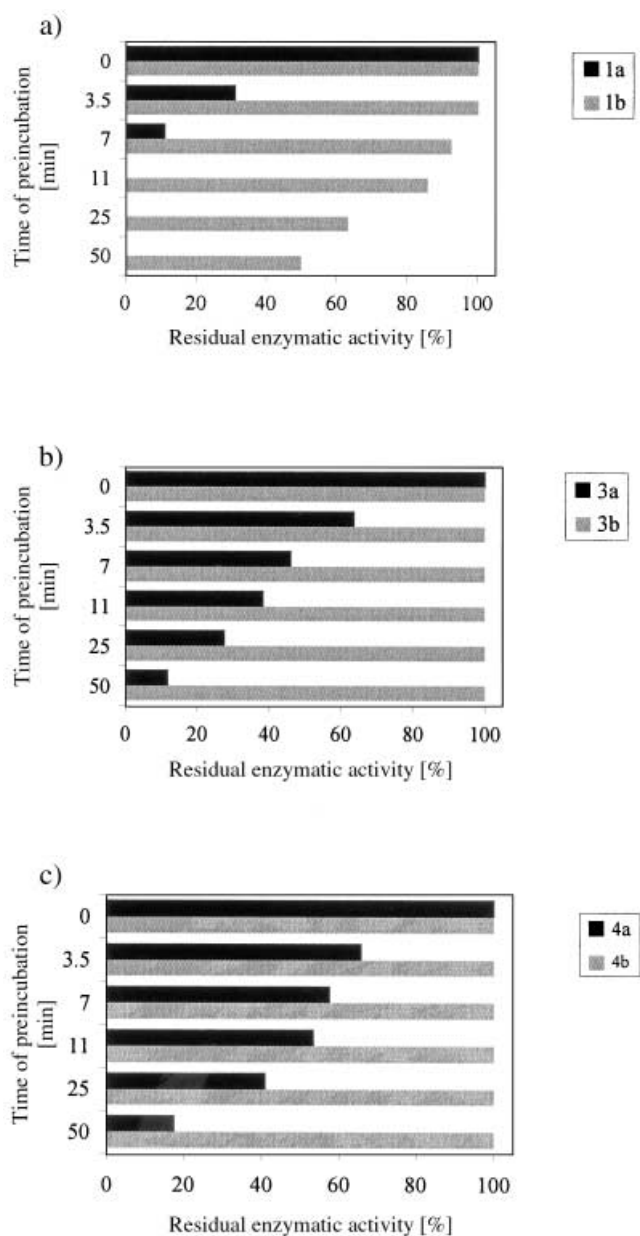 a)
Time of preincubation
[min]
0
3.5
7
11
25
50
0 20 40 60 80 100
Residual enzymatic activity [%]
1a
1b
b)
Time of preincubation
[min]
0
3.5
7
11
25
50
0 20 40 60 80 100
Residual enzymatic activity [%]
3a
3b
c)
Time of preincubation
[min]
0
3.5
7
11
25
50
0 20 40 60 80 100
Residual enzymatic activity [%]
4a
4b